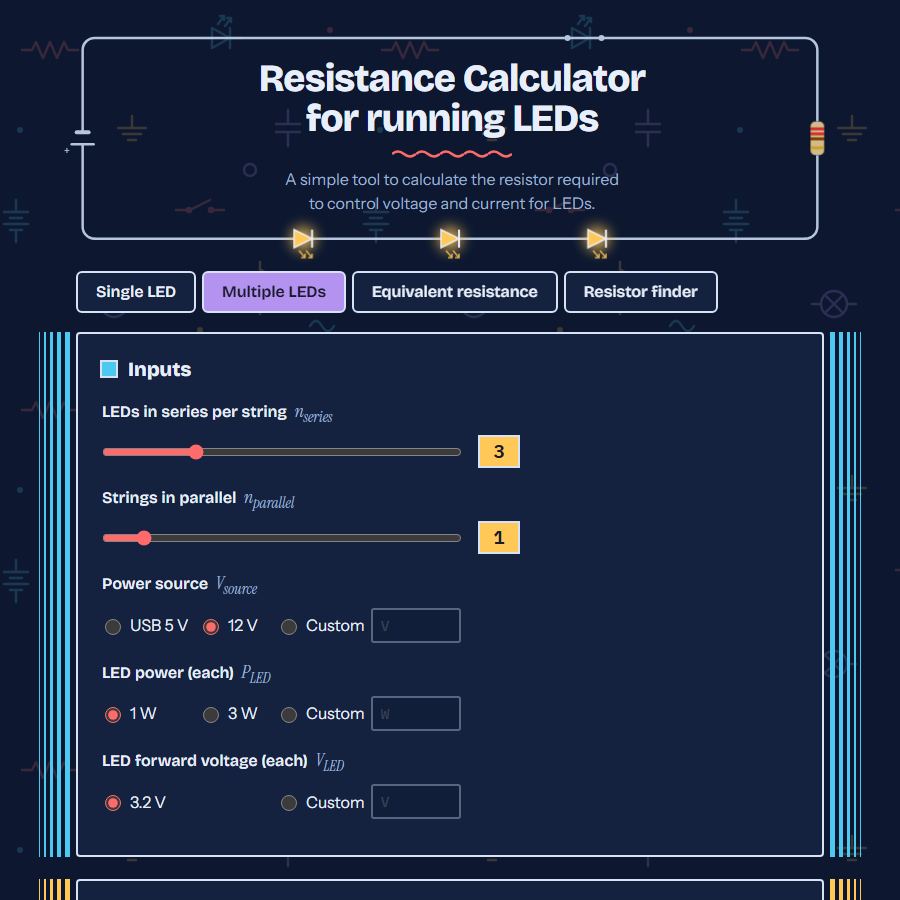 Resistance Calculator
for running LEDs
A simple tool to calculate the resistor required
to control voltage and current for LEDs.
+
Single LED Multiple LEDs Equivalent resistance Resistor finder
Inputs
LEDs in series per string nseries
3
Strings in parallel nparallel
1
Power source Vsource
USB 5 V 12 V Custom V
LED power (each) PLED
1 W 3 W Custom W
LED forward voltage (each) VLED
3.2 V Custom V